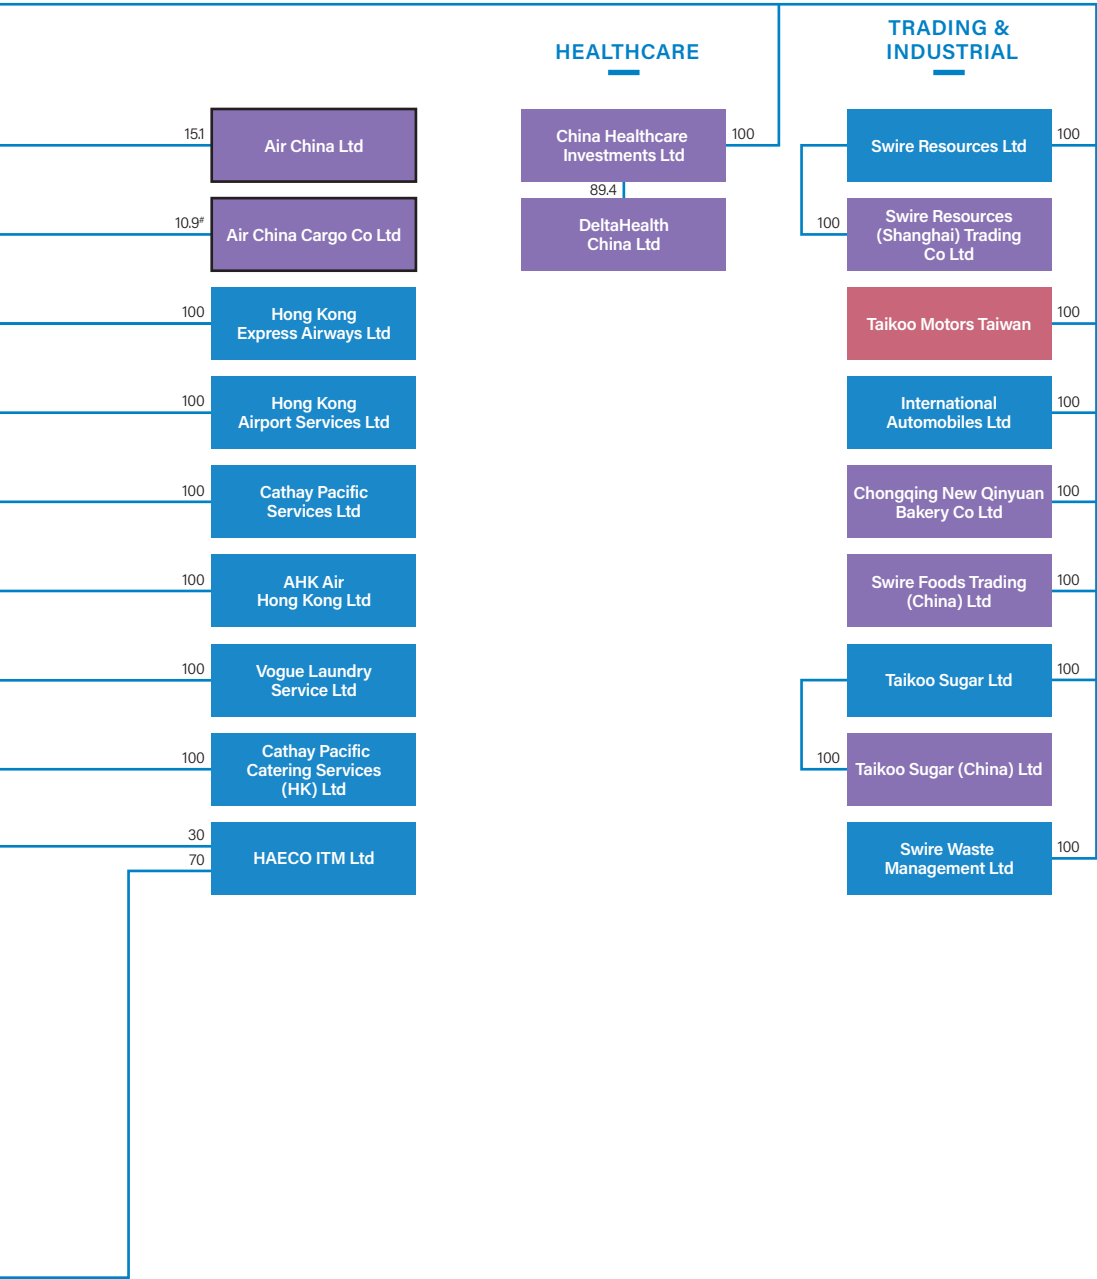 HEALTHCARE
TRADING &
INDUSTRIAL
15.1
Air China Ltd
10.9#
Air China Cargo Co Ltd
100
Hong Kong
Express Airways Ltd
100
Hong Kong
Airport Services Ltd
100
Cathay Pacific
Services Ltd
100
AHK Air
Hong Kong Ltd
100
Vogue Laundry
Service Ltd
100
Cathay Pacific
Catering Services
(HK) Ltd
30
70
HAECO ITM Ltd
China Healthcare
Investments Ltd
100
89.4
DeltaHealth
China Ltd
Swire Resources Ltd
100
100
Swire Resources
(Shanghai) Trading
Co Ltd
Taikoo Motors Taiwan
100
International
Automobiles Ltd
100
Chongqing New Qinyuan
Bakery Co Ltd
100
Swire Foods Trading
(China) Ltd
100
Taikoo Sugar Ltd
100
100
Taikoo Sugar (China) Ltd
Swire Waste
Management Ltd
100